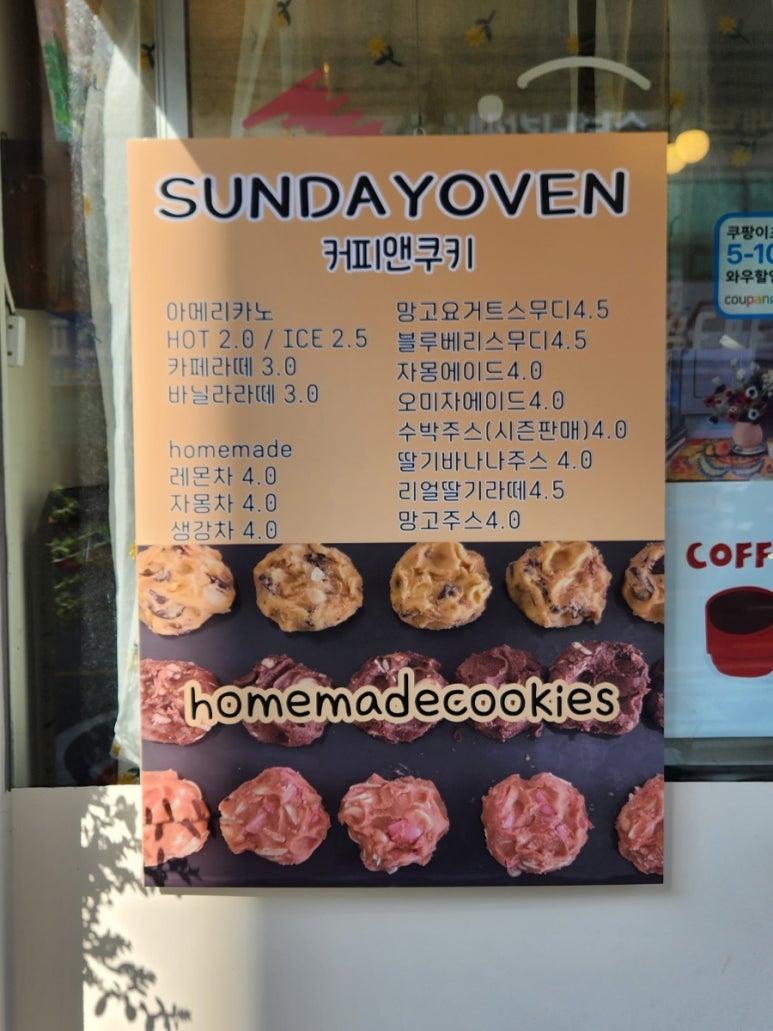 SUNDAYOVEN
커피앤쿠키
아메리카노
HOT 2.0 / ICE 2.5
카페라떼 3.0
바닐라라떼 3.0
homemade
레몬차 4.0
자몽차 4.0
생강차 4.0
망고요거트스무디4.5
블루베리스무디4.5
자몽에이드4.0
오미자에이드4.0
수박주스(시즌판매)4.0
딸기바나나주스 4.0
리얼딸기라떼4.5
망고주스4.0
homemadecookies
쿠팡이
5-10
와우할
coupan
COFF